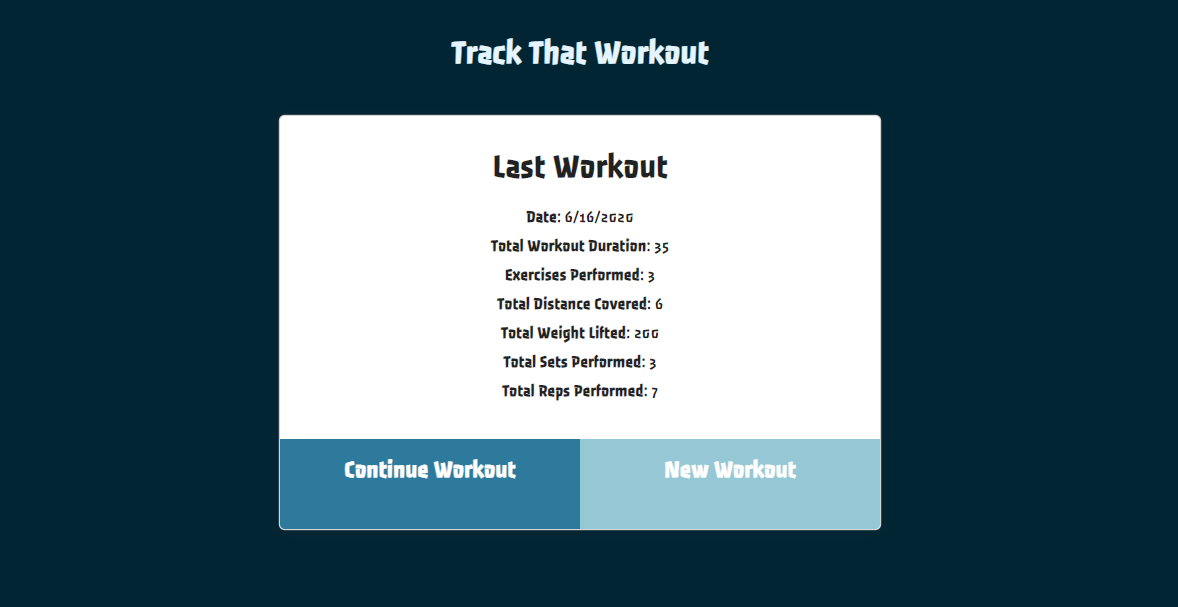 Track That Workout
Last Workout
Date: 6/16/2020
Total Workout Duration: 35
Exercises Performed: 3
Total Distance Covered: 6
Total Weight Lifted: 200
Total Sets Performed: 3
Total Reps Performed: 7
Continue Workout
New Workout